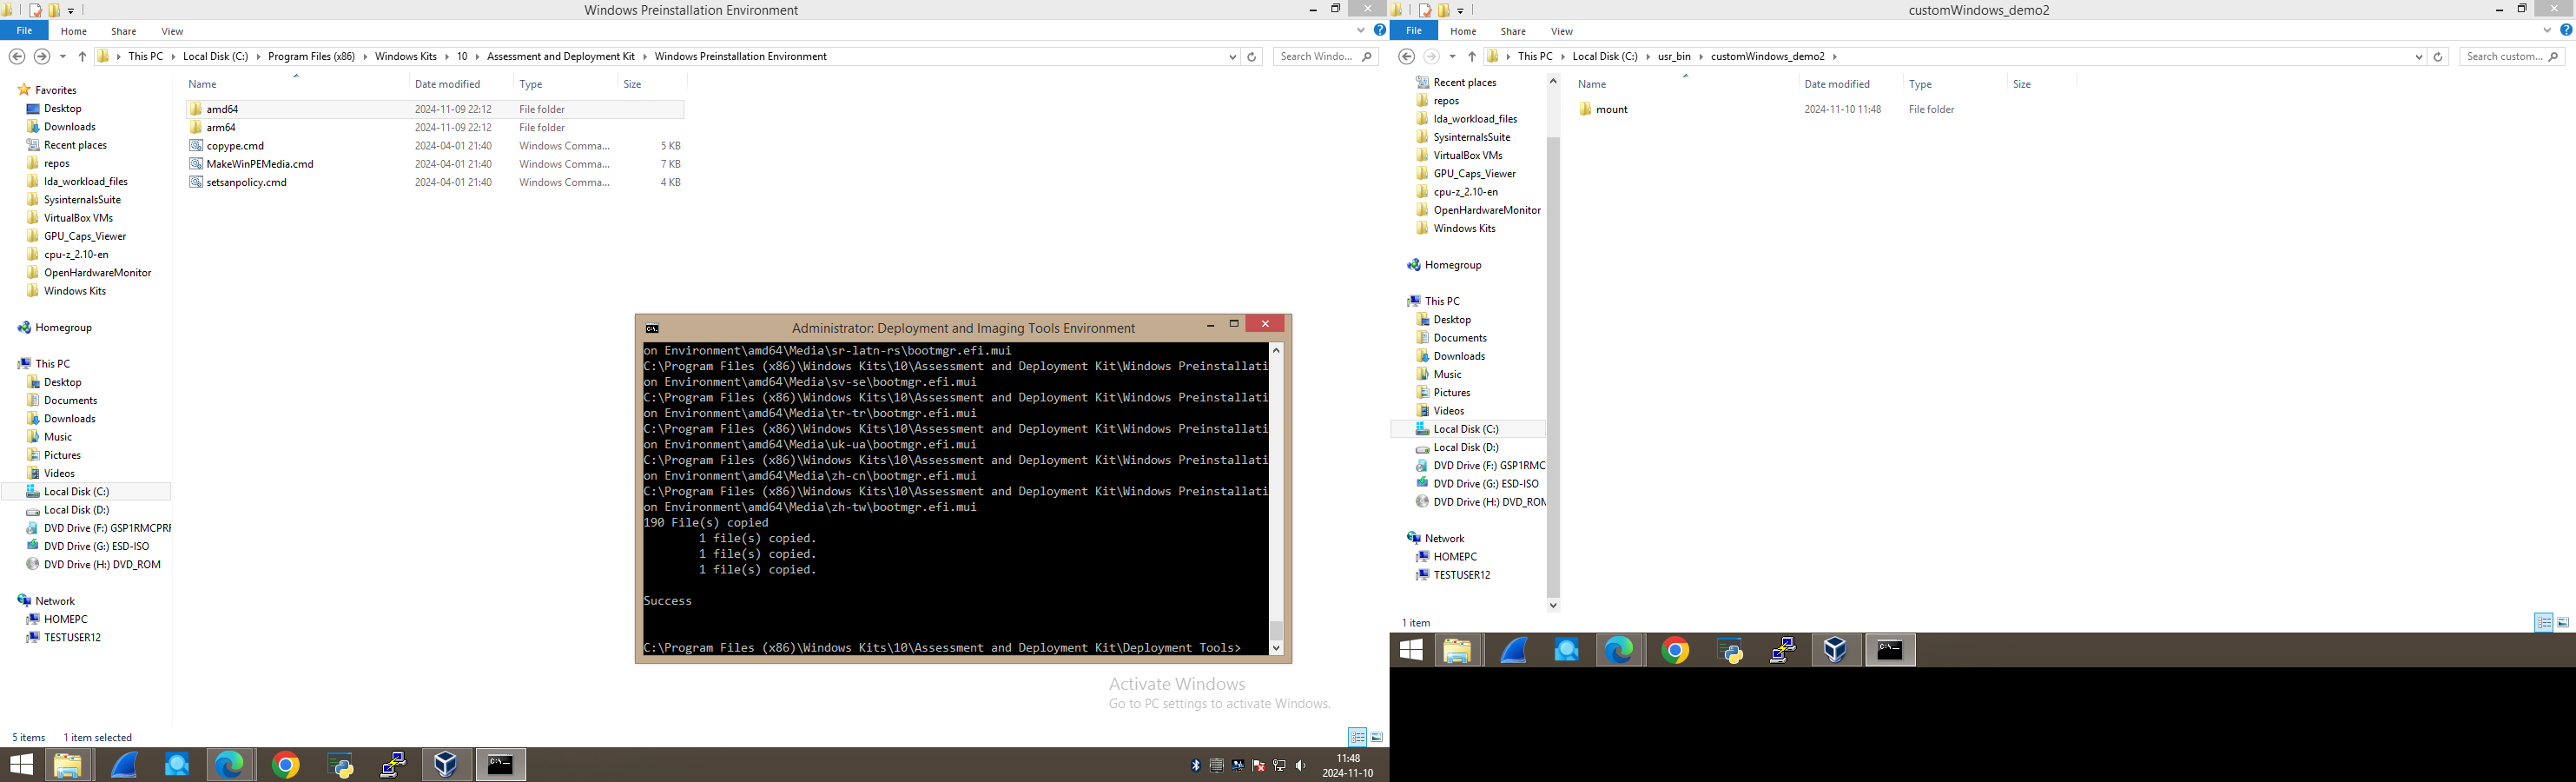 Windows Preinstallation Environment
File Home Share View
This PC Local Disk (C:) Program Files (x86) Windows Kits 10 Assessment and Deployment Kit Windows Preinstallation Environment
Search Windo...
Name Date modified Type Size
amd64 2024-11-09 22:12 File folder
arm64 2024-11-09 22:12 File folder
copype.cmd 2024-04-01 21:40 Windows Comma... 5 KB
MakeWinPEMedia.cmd 2024-04-01 21:40 Windows Comma... 7 KB
setsanpolicy.cmd 2024-04-01 21:40 Windows Comma... 4 KB
Favorites
Desktop
Downloads
Recent places
repos
lda_workload_files
SysinternalsSuite
VirtualBox VMs
GPU_Caps_Viewer
cpu-z_2.10-en
OpenHardwareMonitor
Windows Kits
Homegroup
This PC
Desktop
Documents
Downloads
Music
Pictures
Videos
Local Disk (C:)
Local Disk (D:)
DVD Drive (F:) GSP1RMCPRF
DVD Drive (G:) ESD-ISO
DVD Drive (H:) DVD_ROM
Network
HOMEPC
TESTUSER12
5 items 1 item selected
Administrator: Deployment and Imaging Tools Environment
on Environment\amd64\Media\sr-latn-rs\bootmgr.efi.mui
C:\Program Files (x86)\Windows Kits\10\Assessment and Deployment Kit\Windows Preinstallati
on Environment\amd64\Media\sv-se\bootmgr.efi.mui
C:\Program Files (x86)\Windows Kits\10\Assessment and Deployment Kit\Windows Preinstallati
on Environment\amd64\Media\tr-tr\bootmgr.efi.mui
C:\Program Files (x86)\Windows Kits\10\Assessment and Deployment Kit\Windows Preinstallati
on Environment\amd64\Media\uk-ua\bootmgr.efi.mui
C:\Program Files (x86)\Windows Kits\10\Assessment and Deployment Kit\Windows Preinstallati
on Environment\amd64\Media\zh-cn\bootmgr.efi.mui
C:\Program Files (x86)\Windows Kits\10\Assessment and Deployment Kit\Windows Preinstallati
on Environment\amd64\Media\zh-tw\bootmgr.efi.mui
190 File(s) copied
1 file(s) copied.
1 file(s) copied.
1 file(s) copied.
Success
C:\Program Files (x86)\Windows Kits\10\Assessment and Deployment Kit\Deployment Tools>
Activate Windows
Go to PC settings to activate Windows.
11:48
2024-11-10
customWindows_demo2
File Home Share View
This PC Local Disk (C:) usr_bin customWindows_demo2
Search custom...
Name Date modified Type Size
mount 2024-11-10 11:48 File folder
Recent places
repos
lda_workload_files
SysinternalsSuite
VirtualBox VMs
GPU_Caps_Viewer
cpu-z_2.10-en
OpenHardwareMonitor
Windows Kits
Homegroup
This PC
Desktop
Documents
Downloads
Music
Pictures
Videos
Local Disk (C:)
Local Disk (D:)
DVD Drive (F:) GSP1RMC
DVD Drive (G:) ESD-ISO
DVD Drive (H:) DVD_ROM
Network
HOMEPC
TESTUSER12
1 item